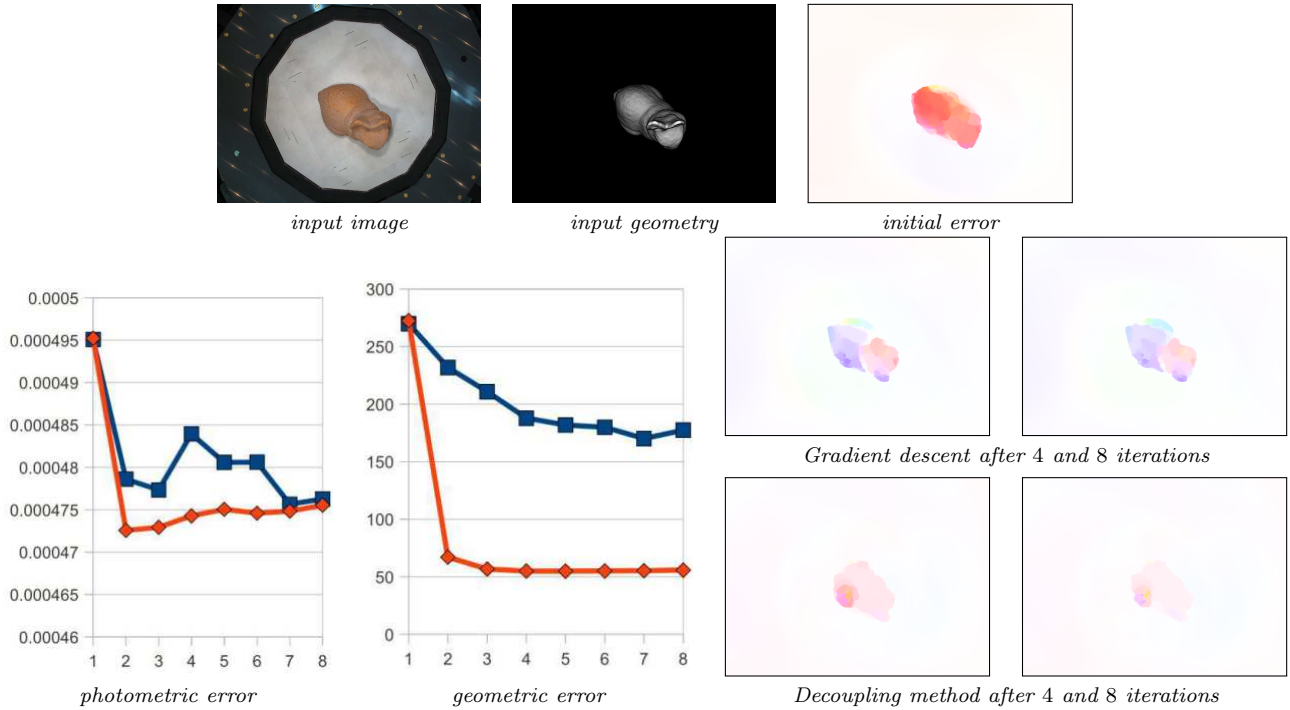 input image
input geometry
initial error
0.0005
0.000495
0.00049
0.000485
0.00048
0.000475
0.00047
0.000465
0.00046
1 2 3 4 5 6 7 8
photometric error
300
250
200
150
100
50
0
1 2 3 4 5 6 7 8
geometric error
Gradient descent after 4 and 8 iterations
Decoupling method after 4 and 8 iterations